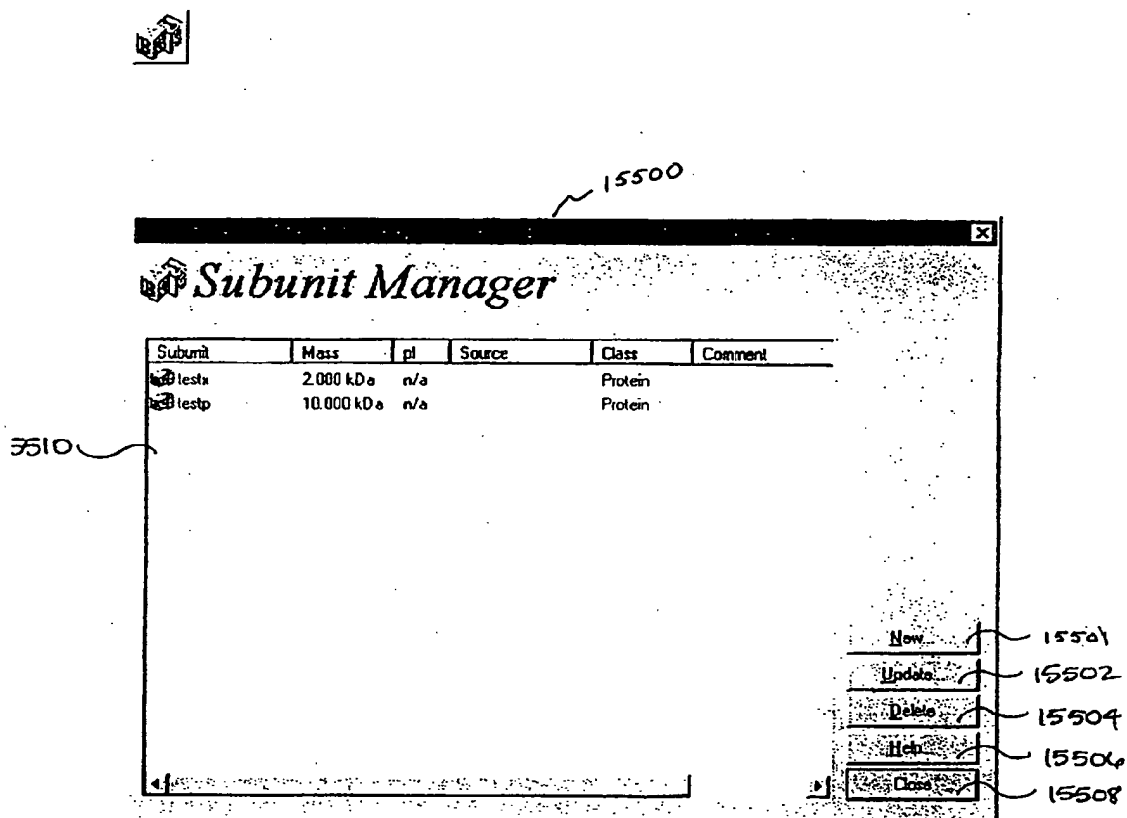 15500
Subunit Manager
Subunit Mass pI Source Class Comment
testx 2.000 kDa n/a Protein
testp 10.000 kDa n/a Protein
3510
New... 15501
Update... 15502
Delete 15504
Help... 15506
Close 15508